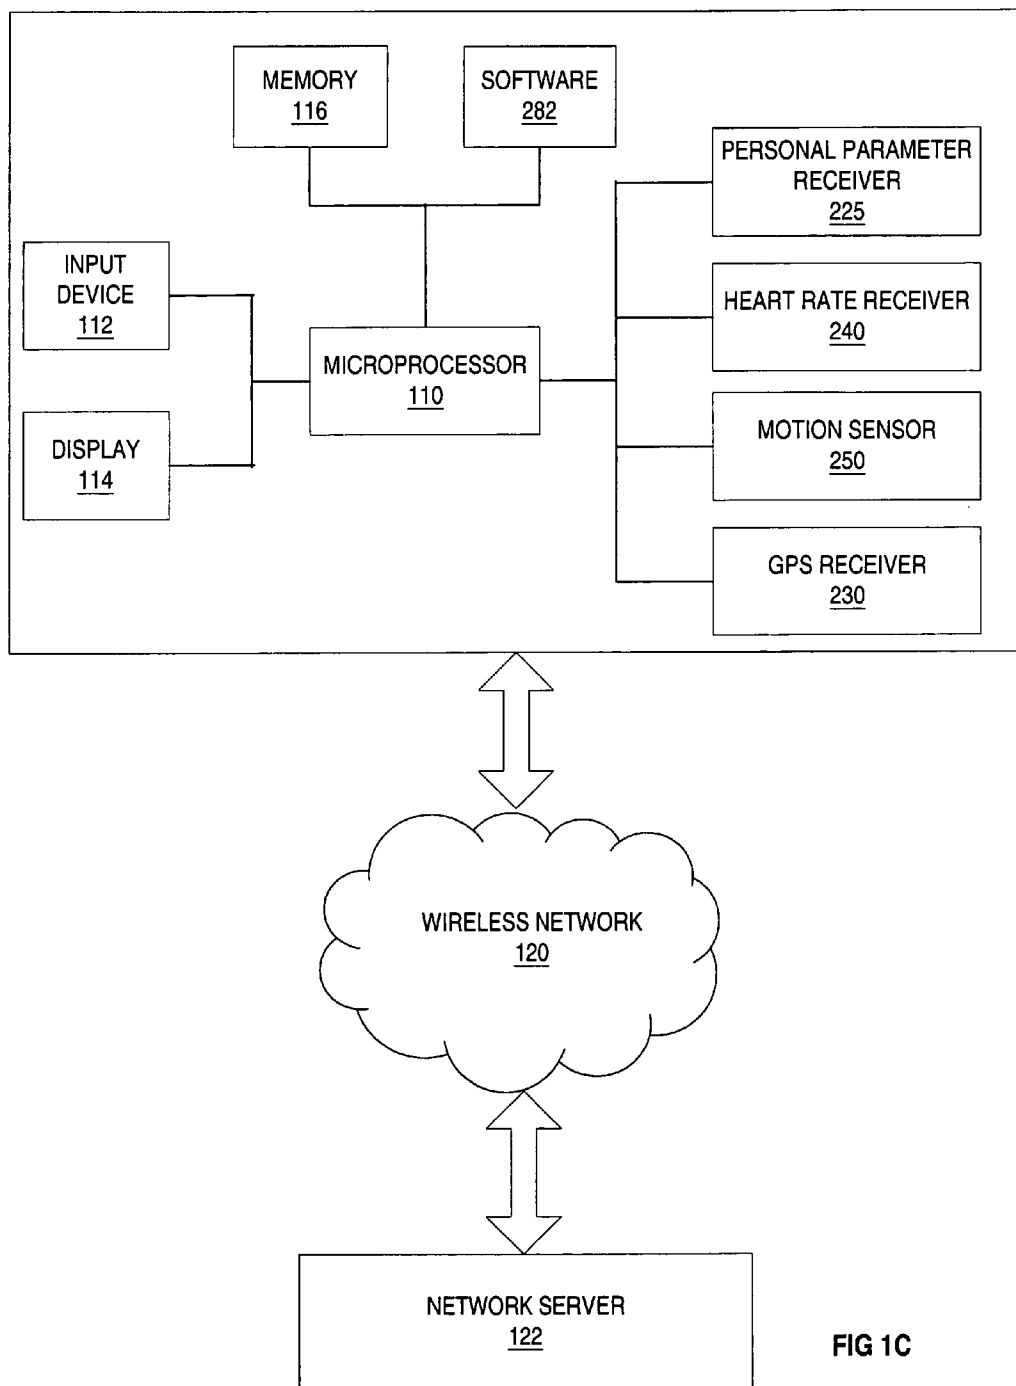 MEMORY
116
SOFTWARE
282
PERSONAL PARAMETER
RECEIVER
225
INPUT
DEVICE
112
HEART RATE RECEIVER
240
MICROPROCESSOR
110
DISPLAY
114
MOTION SENSOR
250
GPS RECEIVER
230
WIRELESS NETWORK
120
NETWORK SERVER
122
FIG 1C